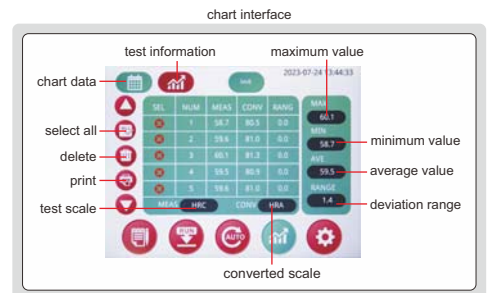 chart interface
test information
maximum value
chart data
limit
2023-07-24 13:44:33
SEL NUM MEAS CONV RANG
1 58.7 80.5 0.0
2 59.6 81.0 0.0
3 60.1 81.3 0.0
4 59.5 80.9 0.0
5 59.6 81.0 0.0
MEAS HRC CONV HRA
MAX
60.1
MIN
58.7
AVE
59.5
RANGE
1.4
select all
delete
print
test scale
minimum value
average value
deviation range
RUN
AUTO
converted scale